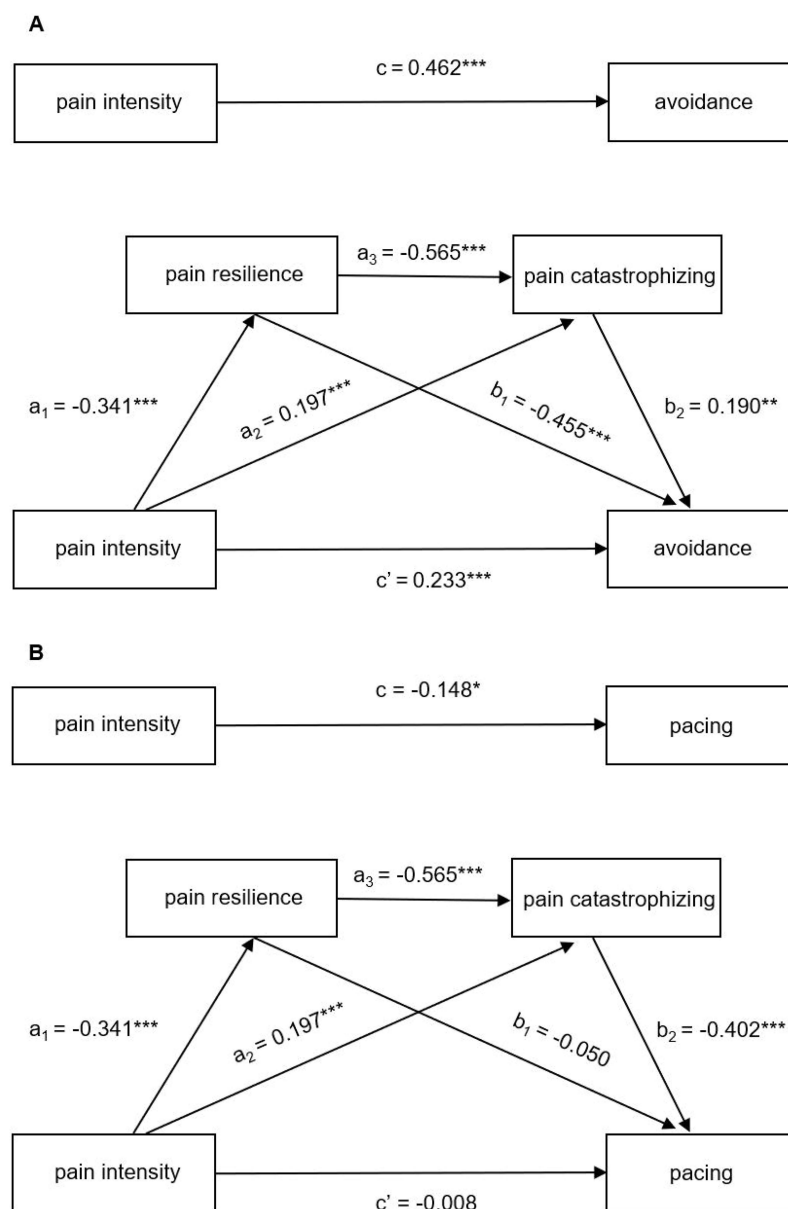 A
c = 0.462***
pain intensity
avoidance
a₃ = -0.565***
pain resilience
pain catastrophizing
a₁ = -0.341***
a₂ = 0.197***
b₁ = -0.455***
b₂ = 0.190**
pain intensity
avoidance
c’ = 0.233***
B
c = -0.148*
pain intensity
pacing
a₃ = -0.565***
pain resilience
pain catastrophizing
a₁ = -0.341***
a₂ = 0.197***
b₁ = -0.050
b₂ = -0.402***
pain intensity
pacing
c’ = -0.008